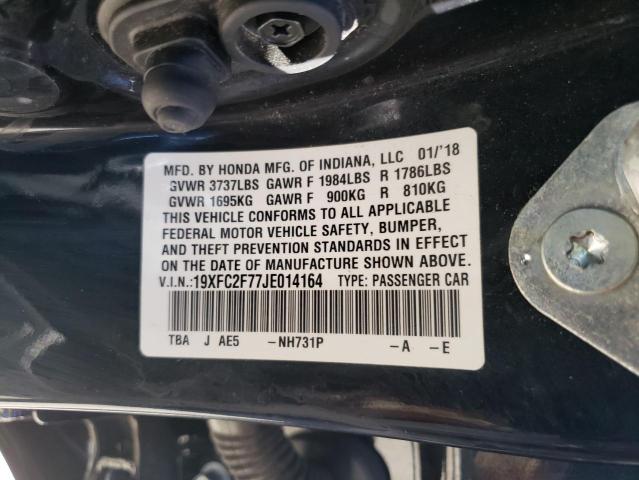 MFD. BY HONDA MFG. OF INDIANA, LLC 01/'18
GVWR 3737LBS GAWR F 1984LBS R 1786LBS
GVWR 1695KG GAWR F 900KG R 810KG
THIS VEHICLE CONFORMS TO ALL APPLICABLE
FEDERAL MOTOR VEHICLE SAFETY, BUMPER,
AND THEFT PREVENTION STANDARDS IN EFFECT
ON THE DATE OF MANUFACTURE SHOWN ABOVE.
V.I.N.:19XFC2F77JE014164 TYPE: PASSENGER CAR
TBA J AE5 -NH731P -A -E